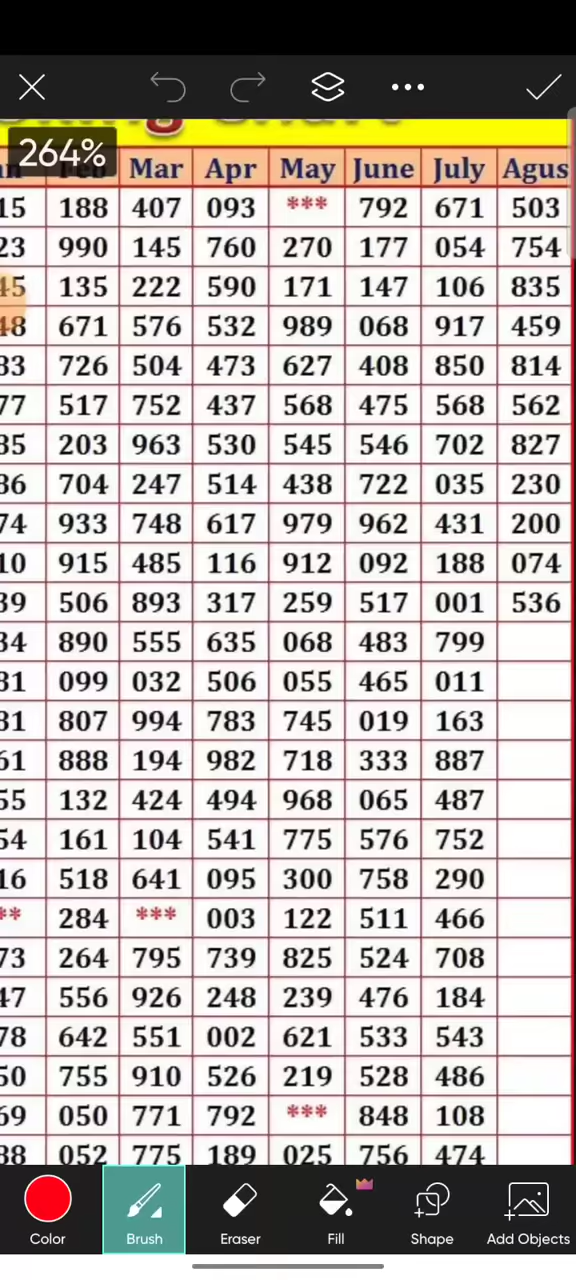 264%
Mar Apr May June July Agus
15 188 407 093 *** 792 671 503
23 990 145 760 270 177 054 754
45 135 222 590 171 147 106 835
48 671 576 532 989 068 917 459
83 726 504 473 627 408 850 814
77 517 752 437 568 475 568 562
85 203 963 530 545 546 702 827
86 704 247 514 438 722 035 230
74 933 748 617 979 962 431 200
10 915 485 116 912 092 188 074
39 506 893 317 259 517 001 536
34 890 555 635 068 483 799
81 099 032 506 055 465 011
81 807 994 783 745 019 163
61 888 194 982 718 333 887
55 132 424 494 968 065 487
54 161 104 541 775 576 752
16 518 641 095 300 758 290
** 284 *** 003 122 511 466
73 264 795 739 825 524 708
47 556 926 248 239 476 184
78 642 551 002 621 533 543
50 755 910 526 219 528 486
69 050 771 792 *** 848 108
88 052 775 189 025 756 474
Color Brush Eraser Fill Shape Add Objects